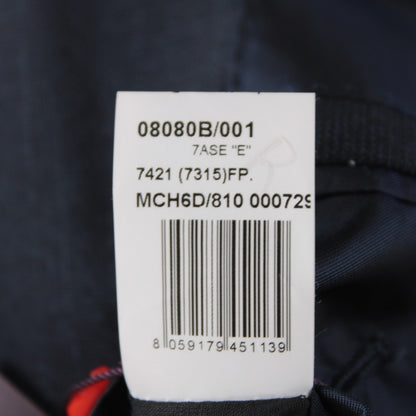 08080B/001
7ASE "E"
7421 (7315)FP.
MCH6D/810 000729
8 059179 451139